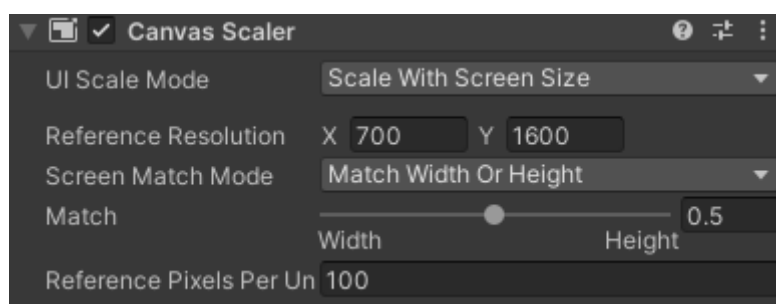 Canvas Scaler
UI Scale Mode Scale With Screen Size
Reference Resolution X 700 Y 1600
Screen Match Mode Match Width Or Height
Match 0.5
Width Height
Reference Pixels Per Un 100